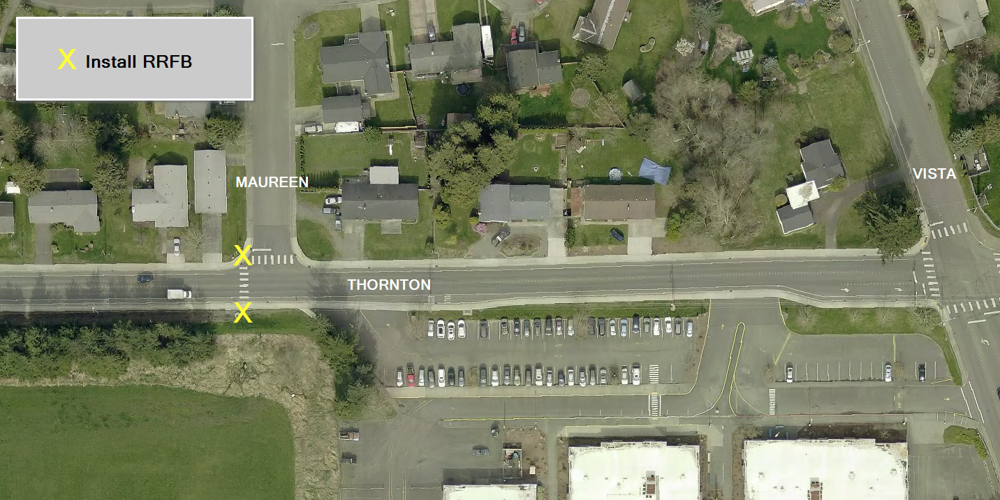 X Install RRFB
MAUREEN
VISTA
X
THORNTON
X